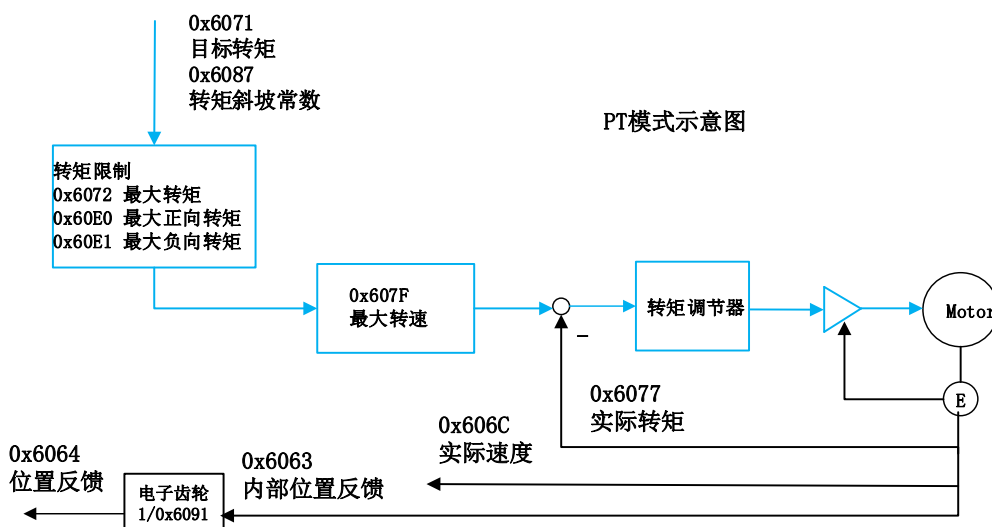 0x6071
目标转矩
0x6087
转矩斜坡常数
PT模式示意图
转矩限制
0x6072 最大转矩
0x60E0 最大正向转矩
0x60E1 最大负向转矩
0x607F
最大转速
转矩调节器
Motor
−
E
0x6077
实际转矩
0x606C
实际速度
0x6064
位置反馈
0x6063
内部位置反馈
电子齿轮
1/0x6091